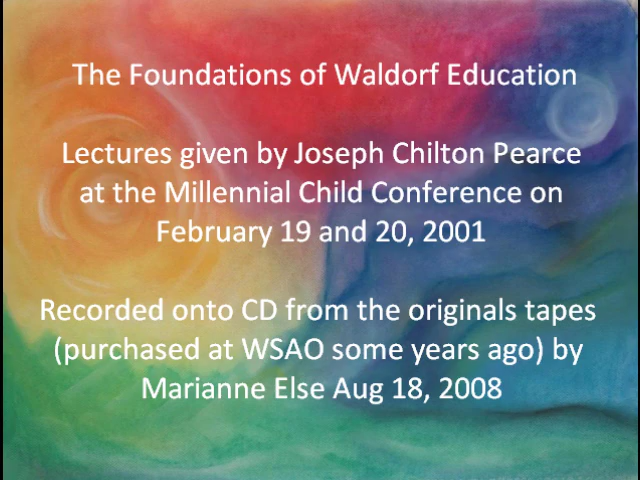 The Foundations of Waldorf Education
Lectures given by Joseph Chilton Pearce
at the Millennial Child Conference on
February 19 and 20, 2001
Recorded onto CD from the originals tapes
(purchased at WSAO some years ago) by
Marianne Else Aug 18, 2008